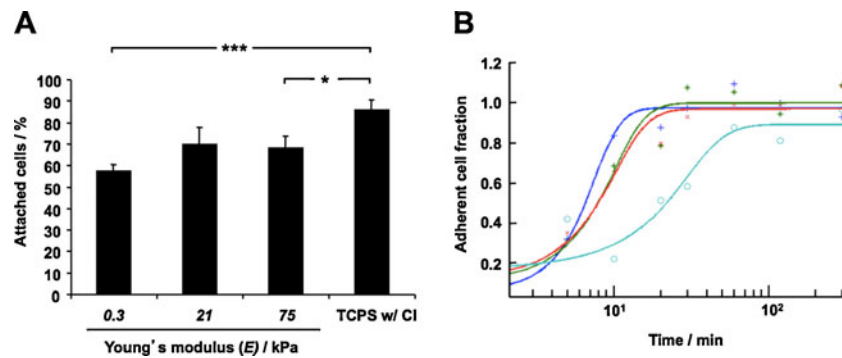 A
***
*
100
90
80
70
60
50
40
30
20
10
0
Attached cells / %
0.3 21 75 TCPS w/ CI
Young's modulus (E) / kPa
B
1.2
1.0
0.8
0.6
0.4
0.2
Adherent cell fraction
10¹ 10²
Time / min